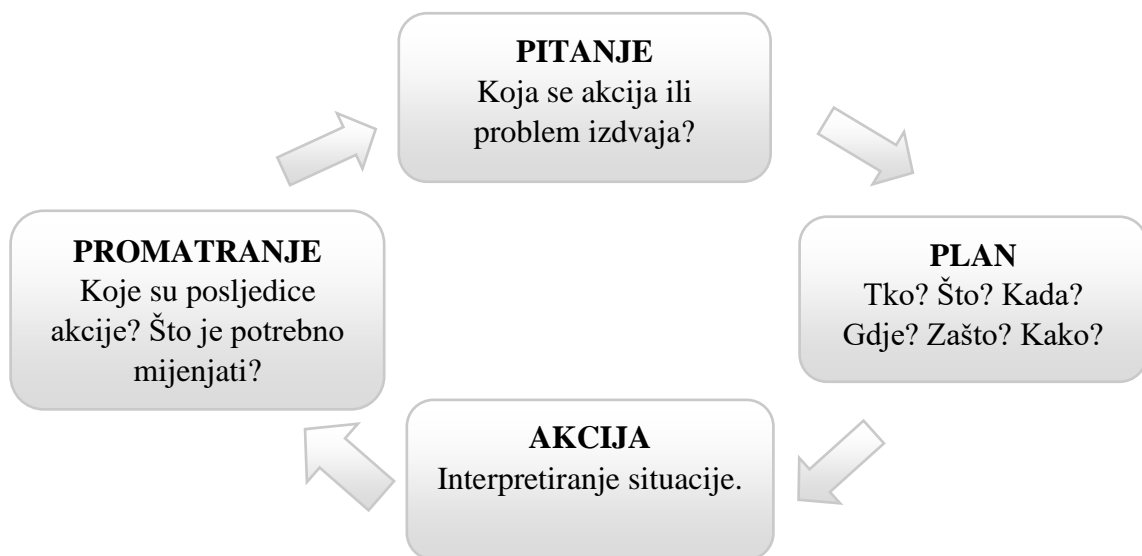 PITANJE
Koja se akcija ili
problem izdvaja?
PLAN
Tko? Što? Kada?
Gdje? Zašto? Kako?
AKCIJA
Interpretiranje situacije.
PROMATRANJE
Koje su posljedice
akcije? Što je potrebno
mijenjati?